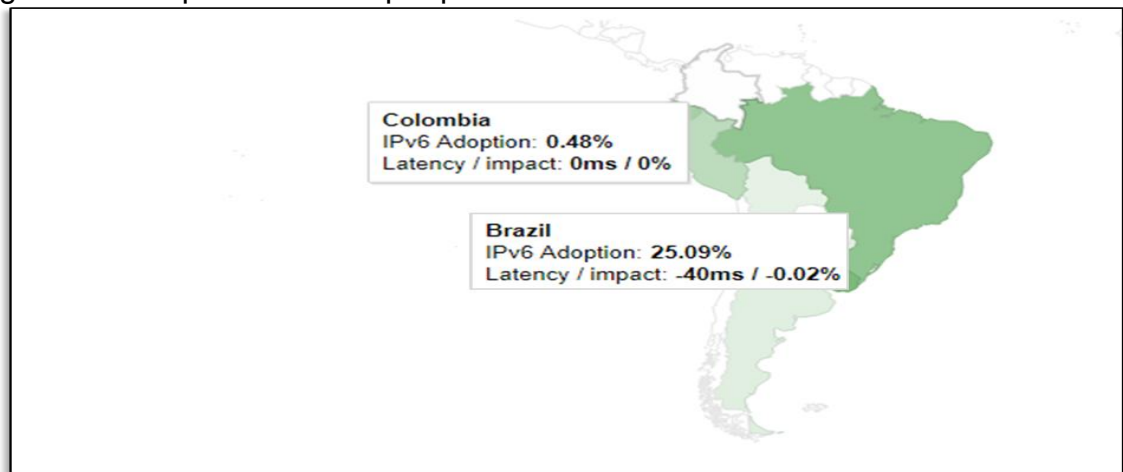 Colombia
IPv6 Adoption: 0.48%
Latency / impact: 0ms / 0%
Brazil
IPv6 Adoption: 25.09%
Latency / impact: -40ms / -0.02%